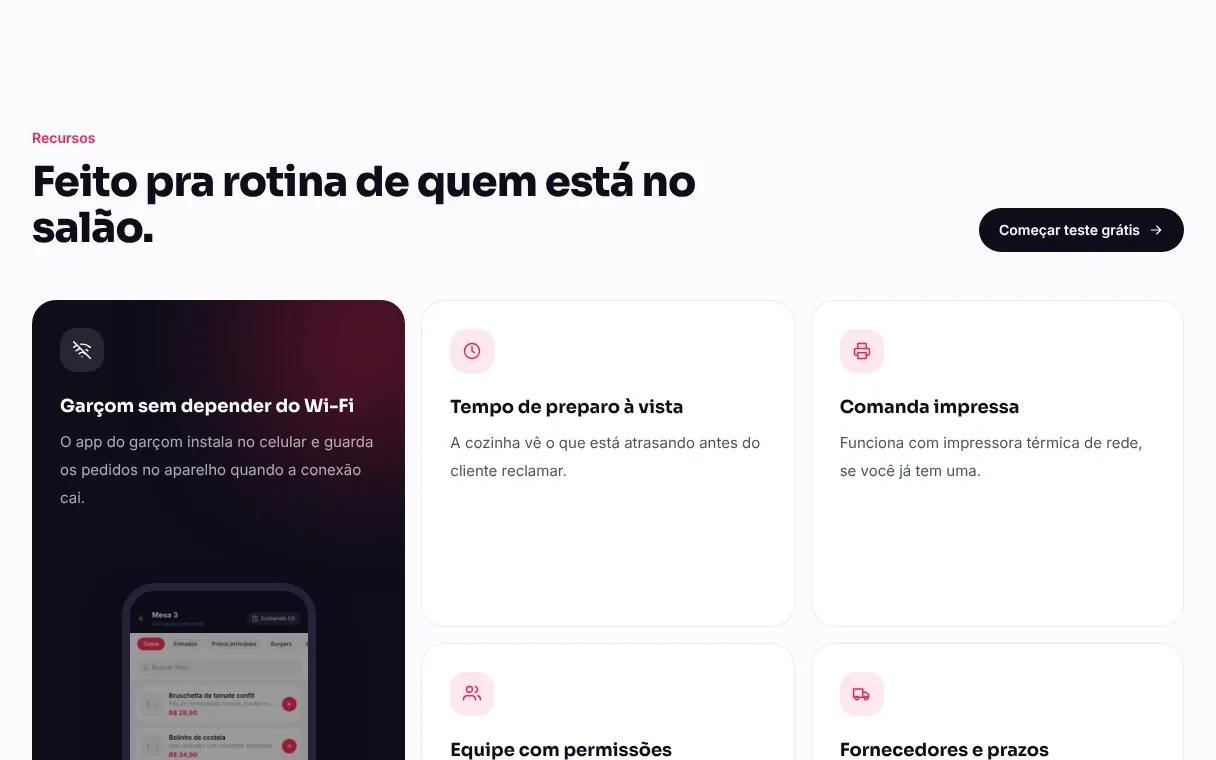 Recursos
Feito pra rotina de quem está no
salão.
Começar teste grátis
Garçom sem depender do Wi-Fi
O app do garçom instala no celular e guarda
os pedidos no aparelho quando a conexão
cai.
Tempo de preparo à vista
A cozinha vê o que está atrasando antes do
cliente reclamar.
Comanda impressa
Funciona com impressora térmica de rede,
se você já tem uma.
Mesa 3
Comanda (3)
Todos
Entradas
Pratos principais
Burgers
Buscar item...
Bruschetta de tomate confit
R$ 29,90
Bolinho de costela
R$ 34,90
Equipe com permissões
Fornecedores e prazos